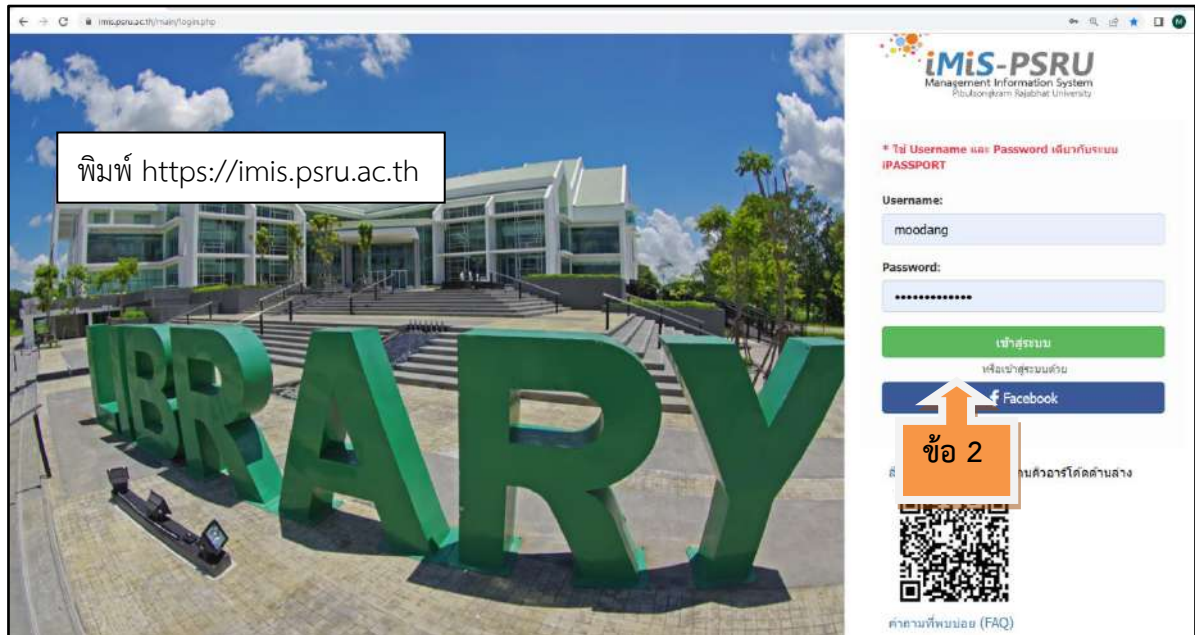 imis.psru.ac.th/main/login.php
M
iMiS-PSRU
Management Information System
Pibulsongkram Rajabhat University
พิมพ์ https://imis.psru.ac.th
* ใช้ Username และ Password เดียวกับระบบ
iPASSPORT
Username:
moodang
Password:
•••••••••••••
เข้าสู่ระบบ
หรือเข้าสู่ระบบด้วย
Facebook
ข้อ 2
คิวอาร์โค้ดด้านล่าง
คำถามที่พบบ่อย (FAQ)
LIBRARY